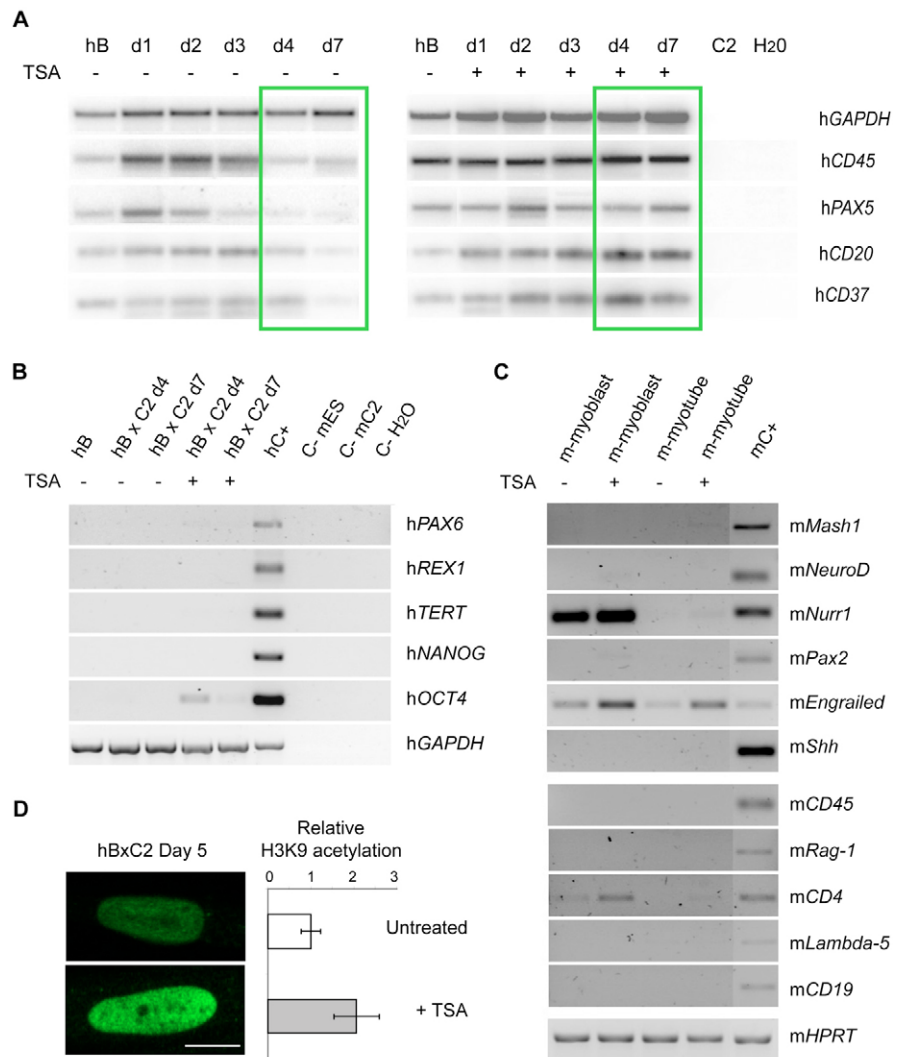 A
hB d1 d2 d3 d4 d7 hB d1 d2 d3 d4 d7 C2 H20
TSA - - - - - - - + + + + +
hGAPDH
hCD45
hPAX5
hCD20
hCD37
B
hB
hB x C2 d4
hB x C2 d7
hB x C2 d4
hB x C2 d7
hC+
C- mES
C- mC2
C- H2O
TSA - - - + +
hPAX6
hREX1
hTERT
hNANOG
hOCT4
hGAPDH
C
m-myoblast
m-myoblast
m-myotube
m-myotube
mC+
TSA - + - +
mMash1
mNeuroD
mNurr1
mPax2
mEngrailed
mShh
mCD45
mRag-1
mCD4
mLambda-5
mCD19
mHPRT
D
hBxC2 Day 5
Relative
H3K9 acetylation
0 1 2 3
Untreated
+ TSA